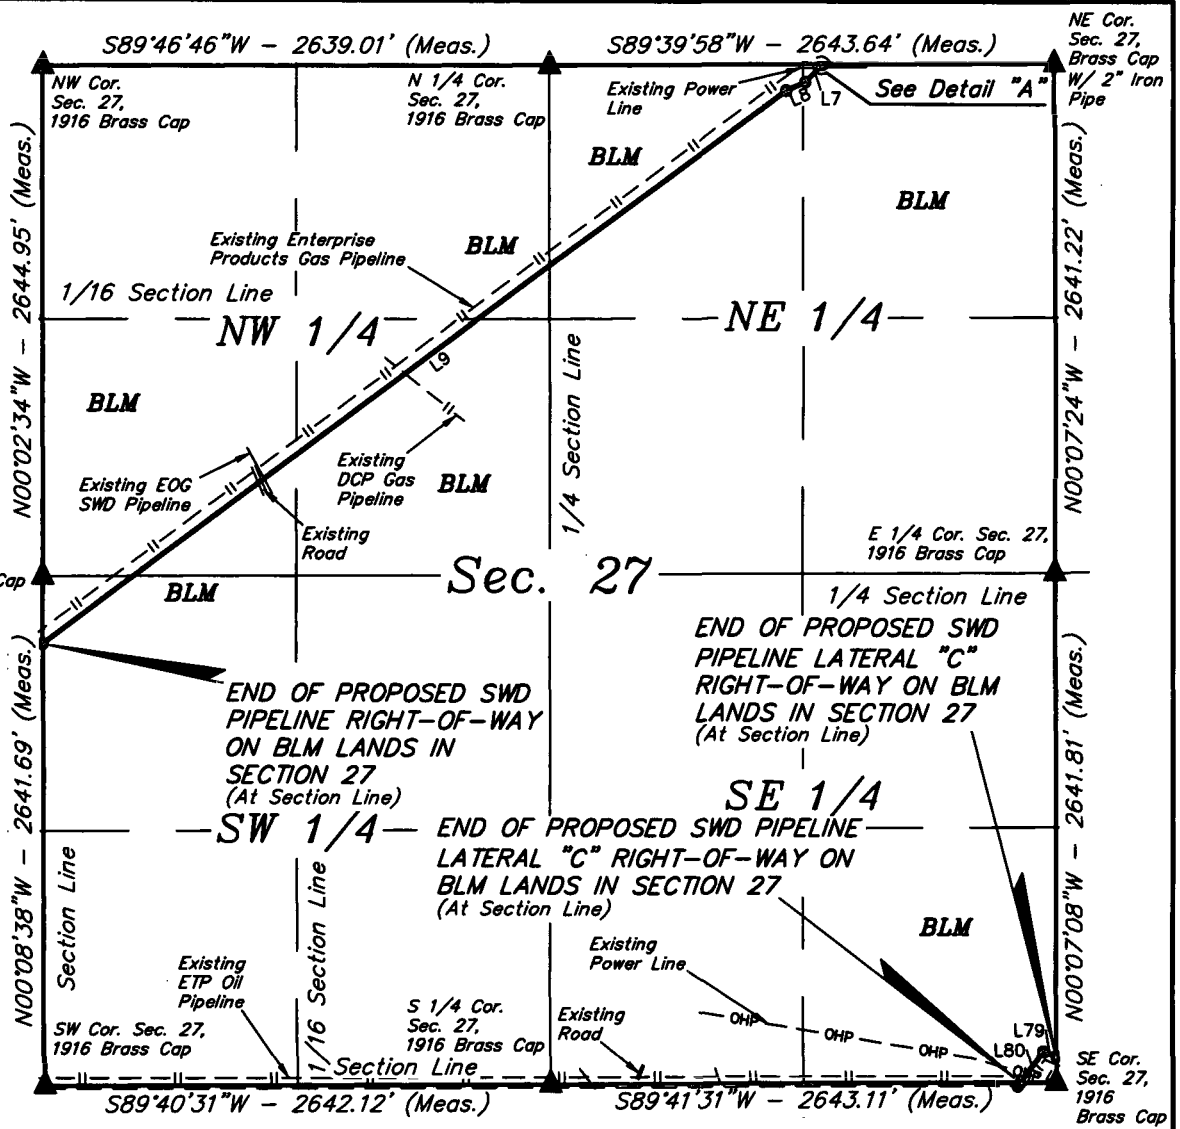 S89°46'46"W - 2639.01' (Meas.)
S89°39'58"W - 2643.64' (Meas.)
NE Cor.
Sec. 27,
Brass Cap
W/ 2" Iron
Pipe
NW Cor.
Sec. 27,
1916 Brass Cap
N 1/4 Cor.
Sec. 27,
1916 Brass Cap
Existing Power
Line
L8
L7
See Detail "A"
BLM
BLM
N00°02'34"W - 2644.95' (Meas.)
N00°07'24"W - 2641.22' (Meas.)
Existing Enterprise
Products Gas Pipeline
BLM
1/16 Section Line
NW 1/4
NE 1/4
L9
1/4 Section Line
BLM
Existing EOG
SWD Pipeline
Existing
DCP Gas
Pipeline
BLM
Existing
Road
E 1/4 Cor. Sec. 27,
1916 Brass Cap
Cap
Sec. 27
BLM
1/4 Section Line
END OF PROPOSED SWD
PIPELINE LATERAL "C"
RIGHT-OF-WAY ON BLM
LANDS IN SECTION 27
(At Section Line)
END OF PROPOSED SWD
PIPELINE RIGHT-OF-WAY
ON BLM LANDS IN
SECTION 27
(At Section Line)
N00°08'38"W - 2641.69' (Meas.)
N00°07'08"W - 2641.81' (Meas.)
SW 1/4
SE 1/4
END OF PROPOSED SWD PIPELINE
LATERAL "C" RIGHT-OF-WAY ON
BLM LANDS IN SECTION 27
(At Section Line)
Section Line
1/16 Section Line
BLM
Existing
ETP Oil
Pipeline
Existing
Power Line
OHP
OHP
OHP
SW Cor. Sec. 27,
1916 Brass Cap
S 1/4 Cor.
Sec. 27,
1916 Brass Cap
Section Line
Existing
Road
L79
L80
SE Cor.
Sec. 27,
1916
Brass Cap
S89°40'31"W - 2642.12' (Meas.)
S89°41'31"W - 2643.11' (Meas.)